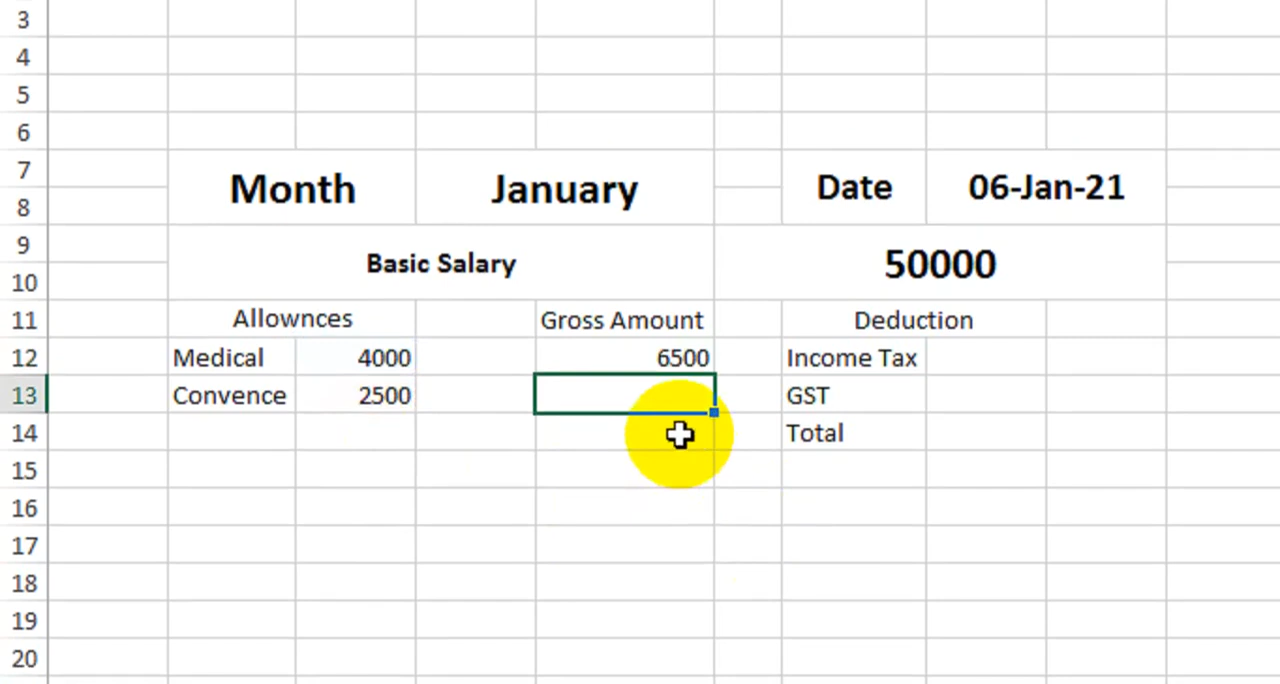 3
4
5
6
7 Month January Date 06-Jan-21
8
9 Basic Salary 50000
10
11 Allownces Gross Amount Deduction
12 Medical 4000 6500 Income Tax
13 Convence 2500 GST
14 Total
15
16
17
18
19
20